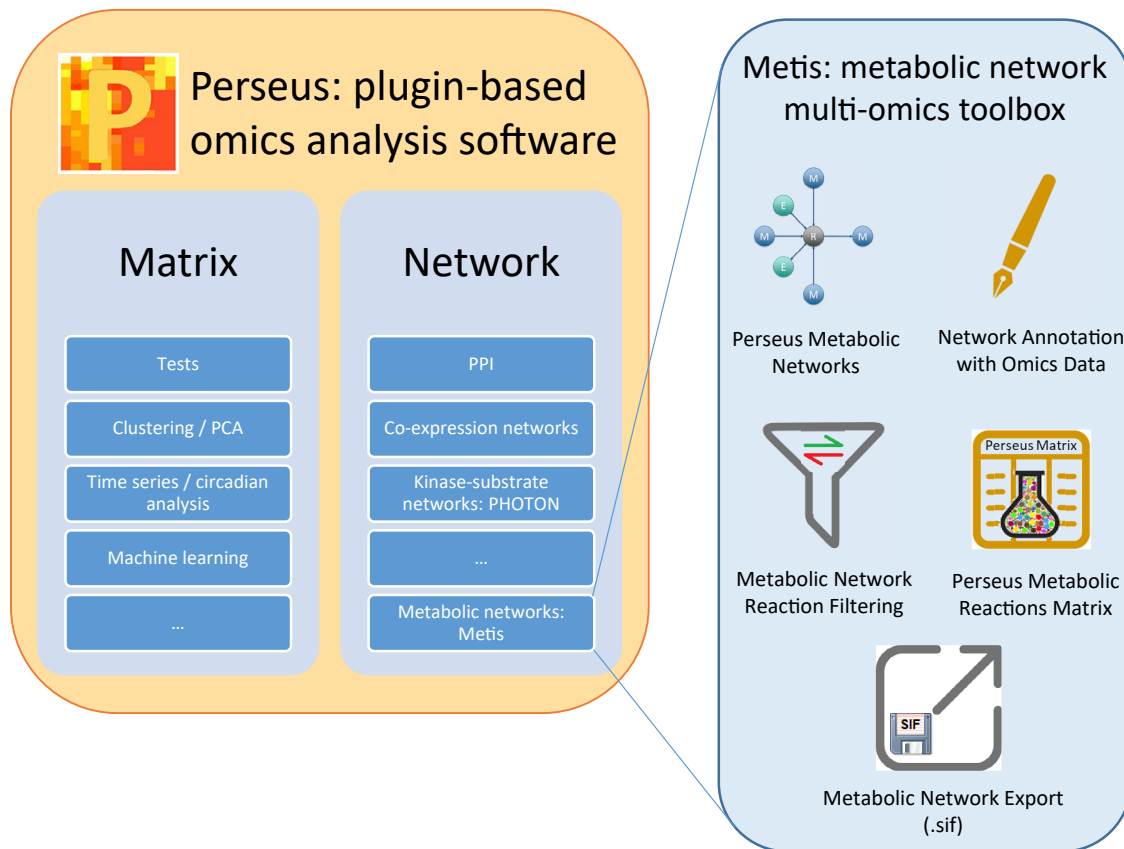 P
Perseus: plugin-based
omics analysis software
Matrix
Tests
Clustering / PCA
Time series / circadian
analysis
Machine learning
…
Network
PPI
Co-expression networks
Kinase-substrate
networks: PHOTON
…
Metabolic networks:
Metis
Metis: metabolic network
multi-omics toolbox
M
E
M
R
M
E
M
Perseus Metabolic
Networks
Network Annotation
with Omics Data
Metabolic Network
Reaction Filtering
Perseus Matrix
Perseus Metabolic
Reactions Matrix
SIF
Metabolic Network Export
(.sif)